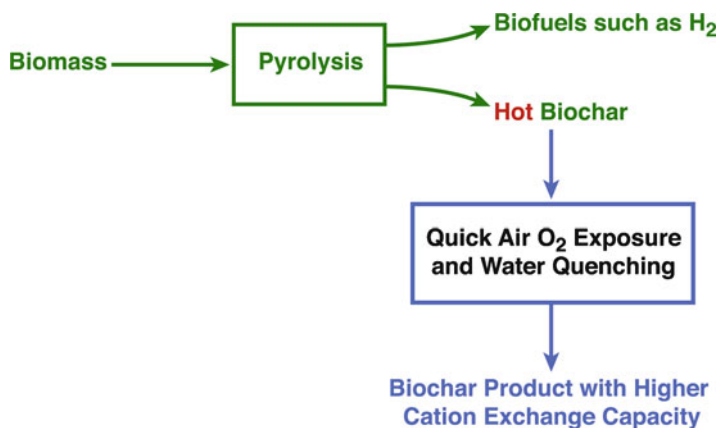 Biofuels such as H₂
Biomass
Pyrolysis
Hot Biochar
Quick Air O₂ Exposure
and Water Quenching
Biochar Product with Higher
Cation Exchange Capacity